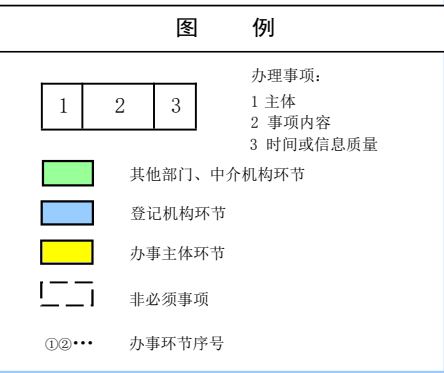 图 例
办理事项：
1 2 3
1 主体
2 事项内容
3 时间或信息质量
其他部门、中介机构环节
登记机构环节
办事主体环节
非必须事项
①②••• 办事环节序号